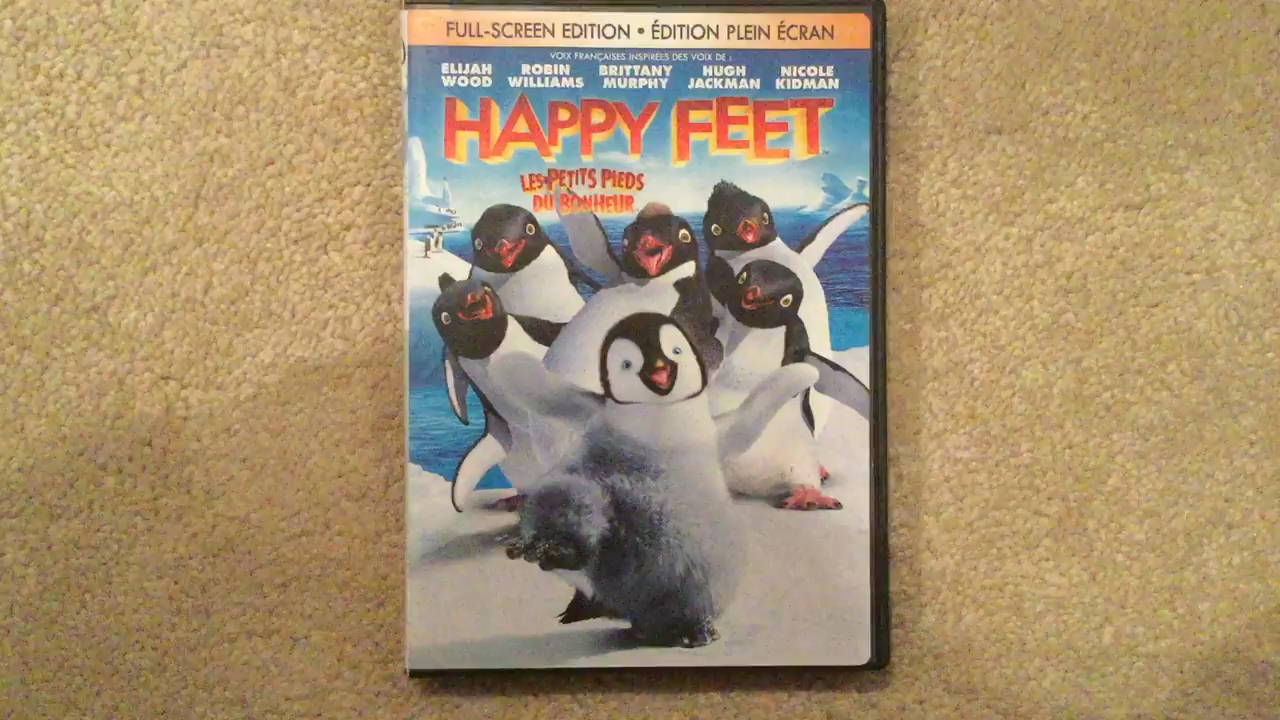 FULL-SCREEN EDITION • ÉDITION PLEIN ÉCRAN
VOIX FRANÇAISES INSPIRÉES DES VOIX DE :
ELIJAH WOOD ROBIN WILLIAMS BRITTANY MURPHY HUGH JACKMAN NICOLE KIDMAN
HAPPY FEET
LES PETITS PIEDS
DU BONHEUR